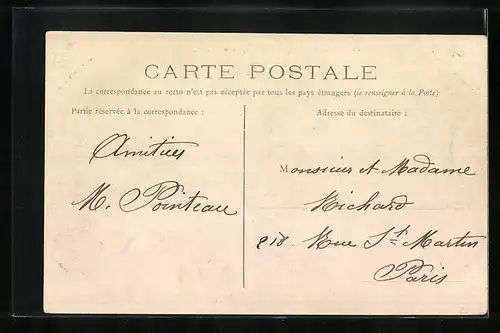 CARTE POSTALE
La correspondance au recto n'est pas acceptée par tous les pays étrangers (se renseigner à la Poste)
Partie réservée à la correspondance :
Adresse du destinataire :
Amitiés
M. Pointeau
Monsieur et Madame
Richard
Rue St Martin
Paris